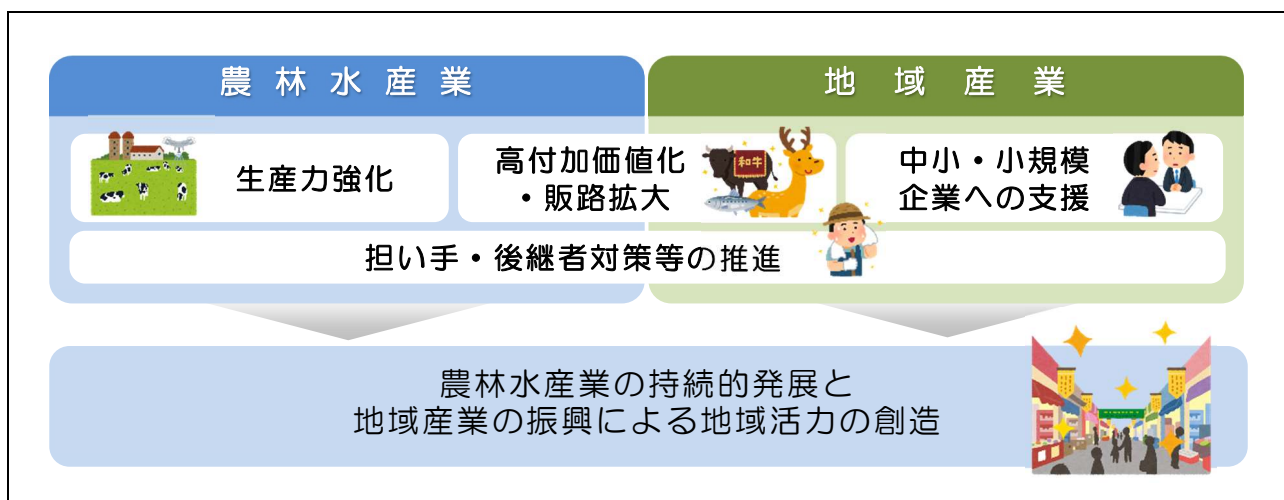 農林水産業
地域産業
生産力強化
高付加価値化
・販路拡大
和牛
中小・小規模
企業への支援
担い手・後継者対策等の推進
農林水産業の持続的発展と
地域産業の振興による地域活力の創造